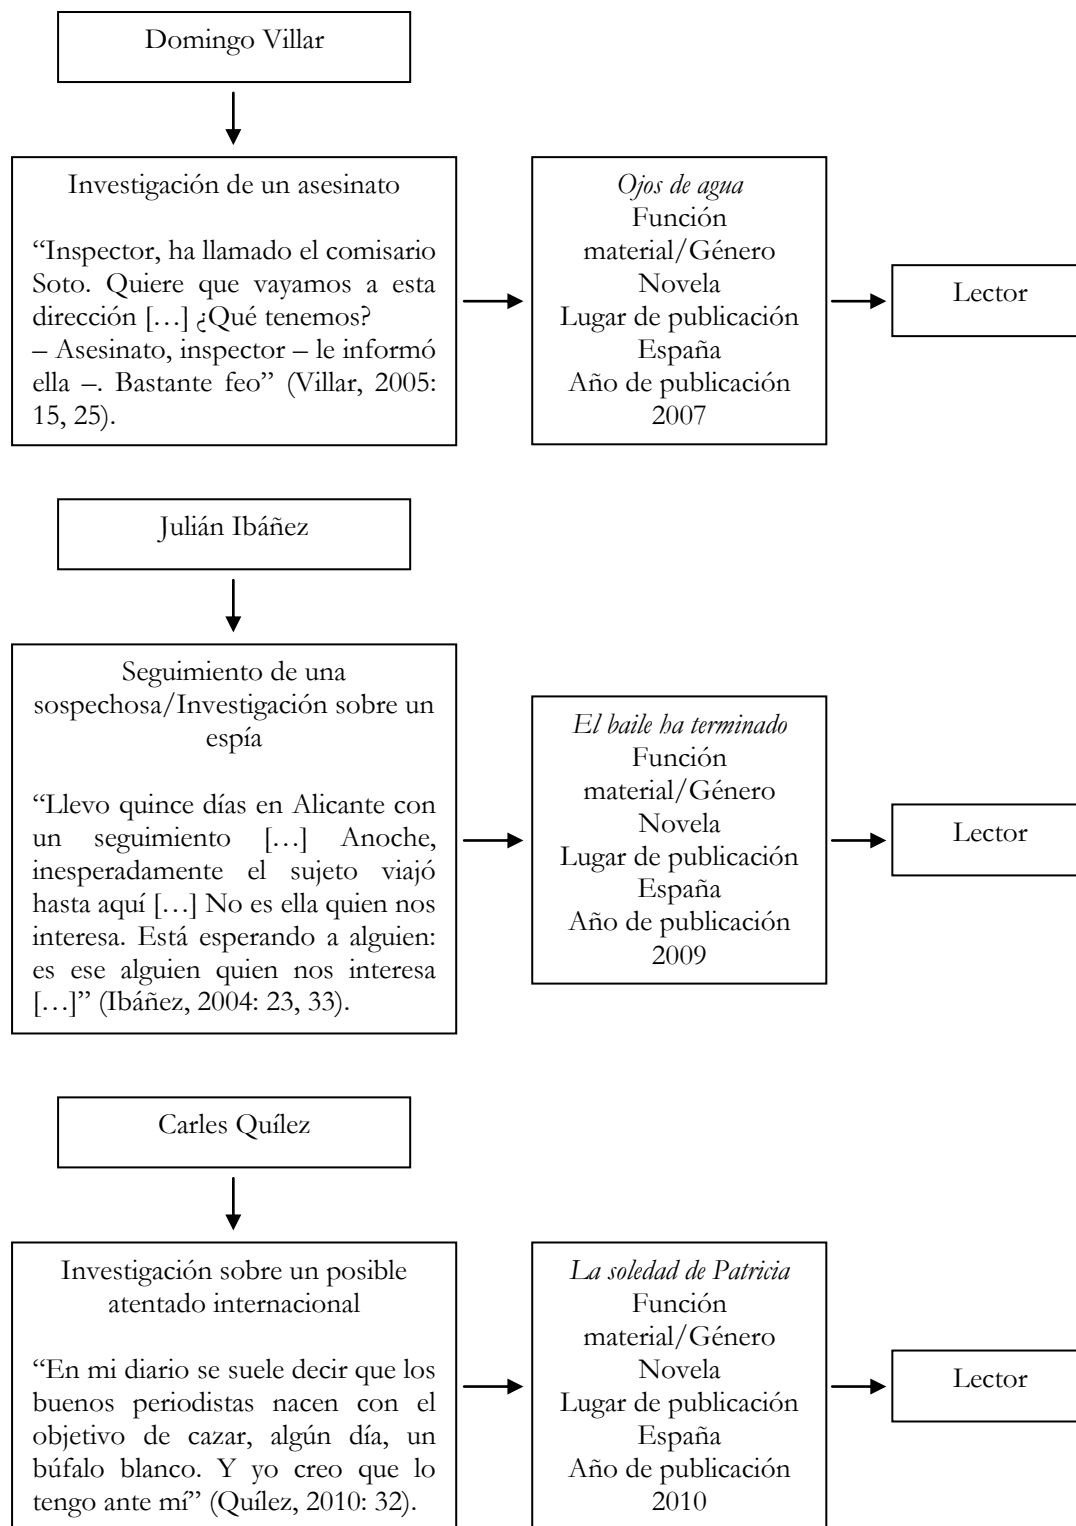 Domingo Villar
Investigación de un asesinato
“Inspector, ha llamado el comisario
Soto. Quiere que vayamos a esta
dirección […] ¿Qué tenemos?
– Asesinato, inspector – le informó
ella –. Bastante feo” (Villar, 2005:
15, 25).
Ojos de agua
Función
material/Género
Novela
Lugar de publicación
España
Año de publicación
2007
Lector
Julián Ibáñez
Seguimiento de una
sospechosa/Investigación sobre un
espía
“Llevo quince días en Alicante con
un seguimiento […] Anoche,
inesperadamente el sujeto viajó
hasta aquí […] No es ella quien nos
interesa. Está esperando a alguien:
es ese alguien quien nos interesa
[…]” (Ibáñez, 2004: 23, 33).
El baile ha terminado
Función
material/Género
Novela
Lugar de publicación
España
Año de publicación
2009
Lector
Carles Quílez
Investigación sobre un posible
atentado internacional
“En mi diario se suele decir que los
buenos periodistas nacen con el
objetivo de cazar, algún día, un
búfalo blanco. Y yo creo que lo
tengo ante mí” (Quílez, 2010: 32).
La soledad de Patricia
Función
material/Género
Novela
Lugar de publicación
España
Año de publicación
2010
Lector